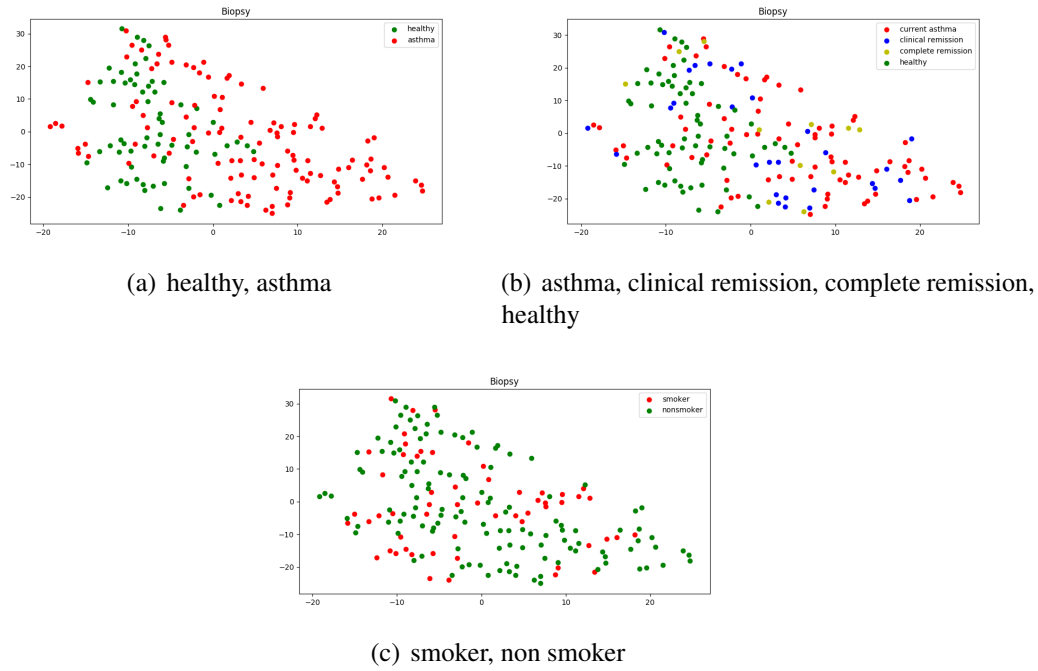 Biopsy
healthy
asthma
30
20
10
0
−10
−20
−20
−10
0
10
20
(a) healthy, asthma
Biopsy
current asthma
clinical remission
complete remission
healthy
30
20
10
0
−10
−20
−20
−10
0
10
20
(b) asthma, clinical remission, complete remission,
healthy
Biopsy
smoker
nonsmoker
30
20
10
0
−10
−20
−20
−10
0
10
20
(c) smoker, non smoker